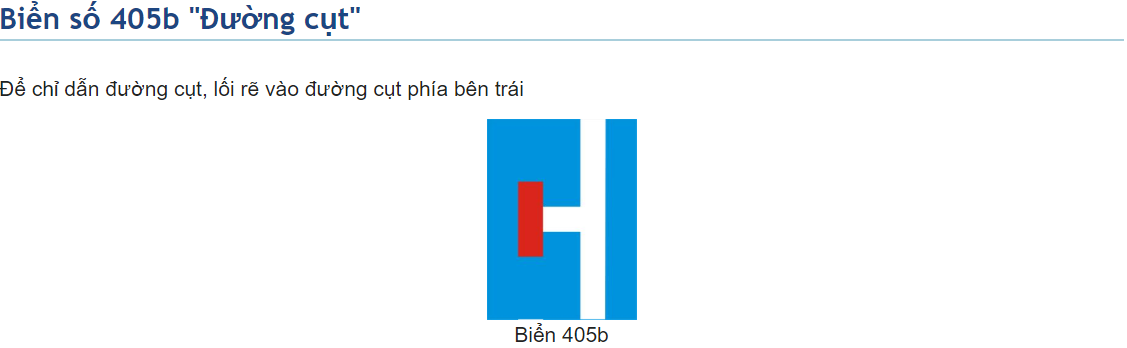 Biển số 405b "Đường cụt"
Để chỉ dẫn đường cụt, lối rẽ vào đường cụt phía bên trái
Biển 405b